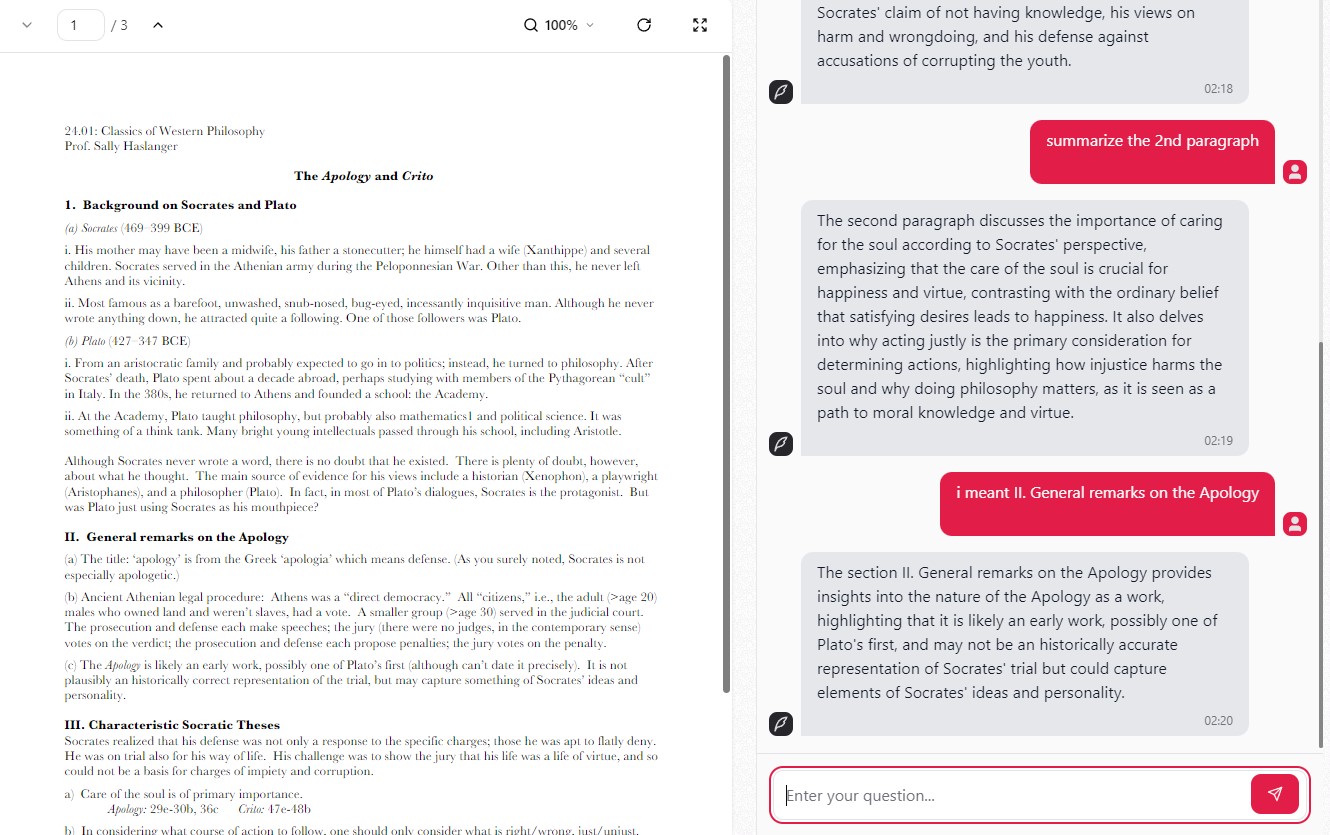 1 / 3
100%
24.01: Classics of Western Philosophy
Prof. Sally Haslanger
The Apology and Crito
1. Background on Socrates and Plato
(a) Socrates (469–399 BCE)
i. His mother may have been a midwife, his father a stonecutter; he himself had a wife (Xanthippe) and several
children. Socrates served in the Athenian army during the Peloponnesian War. Other than this, he never left
Athens and its vicinity.
ii. Most famous as a barefoot, unwashed, snub-nosed, bug-eyed, incessantly inquisitive man. Although he never
wrote anything down, he attracted quite a following. One of those followers was Plato.
(b) Plato (427–347 BCE)
i. From an aristocratic family and probably expected to go in to politics; instead, he turned to philosophy. After
Socrates’ death, Plato spent about a decade abroad, perhaps studying with members of the Pythagorean “cult”
in Italy. In the 380s, he returned to Athens and founded a school: the Academy.
ii. At the Academy, Plato taught philosophy, but probably also mathematics1 and political science. It was
something of a think tank. Many bright young intellectuals passed through his school, including Aristotle.
Although Socrates never wrote a word, there is no doubt that he existed. There is plenty of doubt, however,
about what he thought. The main source of evidence for his views include a historian (Xenophon), a playwright
(Aristophanes), and a philosopher (Plato). In fact, in most of Plato’s dialogues, Socrates is the protagonist. But
was Plato just using Socrates as his mouthpiece?
II. General remarks on the Apology
(a) The title: ‘apology’ is from the Greek ‘apologia’ which means defense. (As you surely noted, Socrates is not
especially apologetic.)
(b) Ancient Athenian legal procedure: Athens was a “direct democracy.” All “citizens,” i.e., the adult (>age 20)
males who owned land and weren’t slaves, had a vote. A smaller group (>age 30) served in the judicial court.
The prosecution and defense each make speeches; the jury (there were no judges, in the contemporary sense)
votes on the verdict; the prosecution and defense each propose penalties; the jury votes on the penalty.
(c) The Apology is likely an early work, possibly one of Plato’s first (although can’t date it precisely). It is not
plausibly an historically correct representation of the trial, but may capture something of Socrates’ ideas and
personality.
III. Characteristic Socratic Theses
Socrates realized that his defense was not only a response to the specific charges; those he was apt to flatly deny.
He was on trial also for his way of life. His challenge was to show the jury that his life was a life of virtue, and so
could not be a basis for charges of impiety and corruption.
a) Care of the soul is of primary importance.
Apology: 29e-30b, 36c Crito: 47e-48b
b) In considering what course of action to follow, one should only consider what is right/wrong, just/unjust,
Socrates' claim of not having knowledge, his views on
harm and wrongdoing, and his defense against
accusations of corrupting the youth.
02:18
summarize the 2nd paragraph
The second paragraph discusses the importance of caring
for the soul according to Socrates' perspective,
emphasizing that the care of the soul is crucial for
happiness and virtue, contrasting with the ordinary belief
that satisfying desires leads to happiness. It also delves
into why acting justly is the primary consideration for
determining actions, highlighting how injustice harms the
soul and why doing philosophy matters, as it is seen as a
path to moral knowledge and virtue.
02:19
i meant II. General remarks on the Apology
The section II. General remarks on the Apology provides
insights into the nature of the Apology as a work,
highlighting that it is likely an early work, possibly one of
Plato's first, and may not be an historically accurate
representation of Socrates' trial but could capture
elements of Socrates' ideas and personality.
02:20
Enter your question...